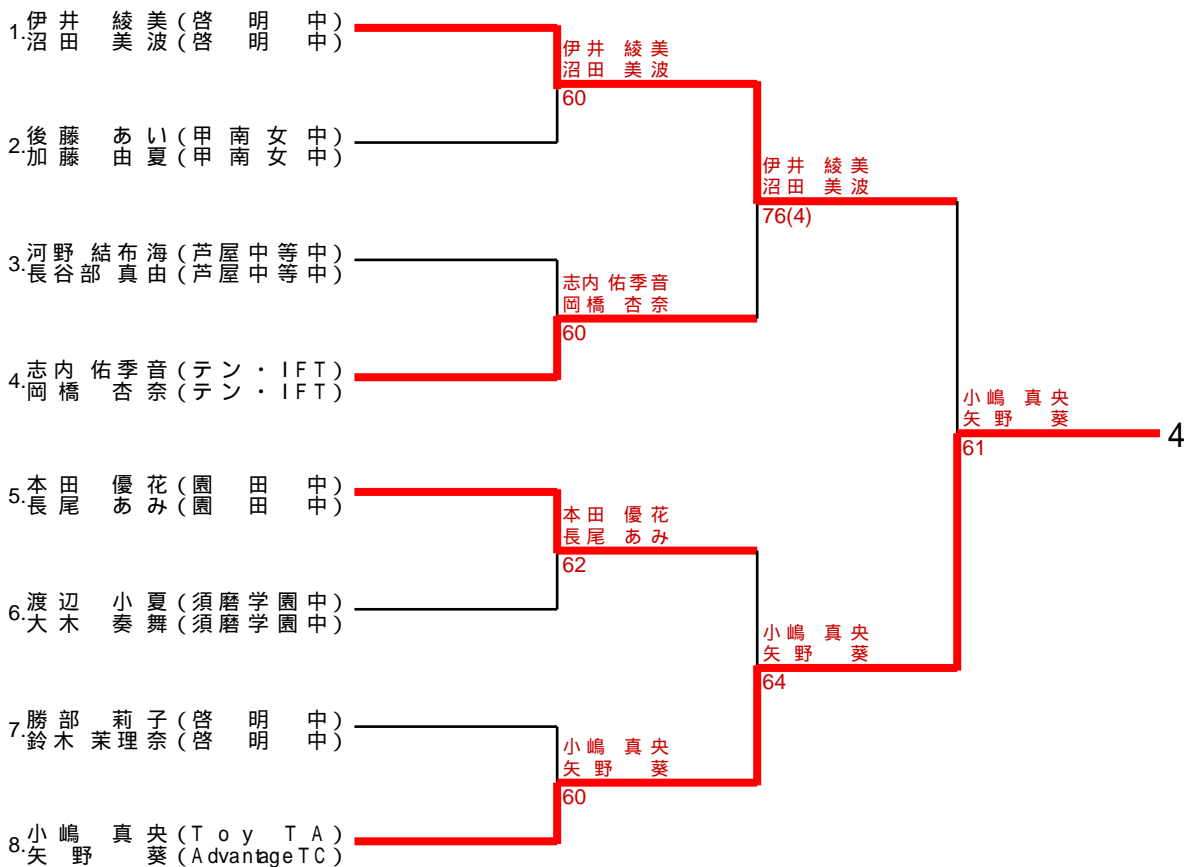 1.伊井 綾美(啓明中)
沼田 美波(啓明中)
2.後藤 あい(甲南女中)
加藤 由夏(甲南女中)
3.河野 結布海(芦屋中等中)
長谷部 真由(芦屋中等中)
4.志内 佑季音(テン・IFT)
岡橋 杏奈(テン・IFT)
5.本田 優花(園田中)
長尾 あみ(園田中)
6.渡辺 小夏(須磨学園中)
大木 奏舞(須磨学園中)
7.勝部 莉子(啓明中)
鈴木 茉理奈(啓明中)
8.小嶋 真央(Toy TA)
矢野 葵(AdvantageTC)
伊井 綾美
沼田 美波
60
志内 佑季音
岡橋 杏奈
60
本田 優花
長尾 あみ
62
小嶋 真央
矢野 葵
60
伊井 綾美
沼田 美波
76(4)
小嶋 真央
矢野 葵
64
小嶋 真央
矢野 葵
61
4